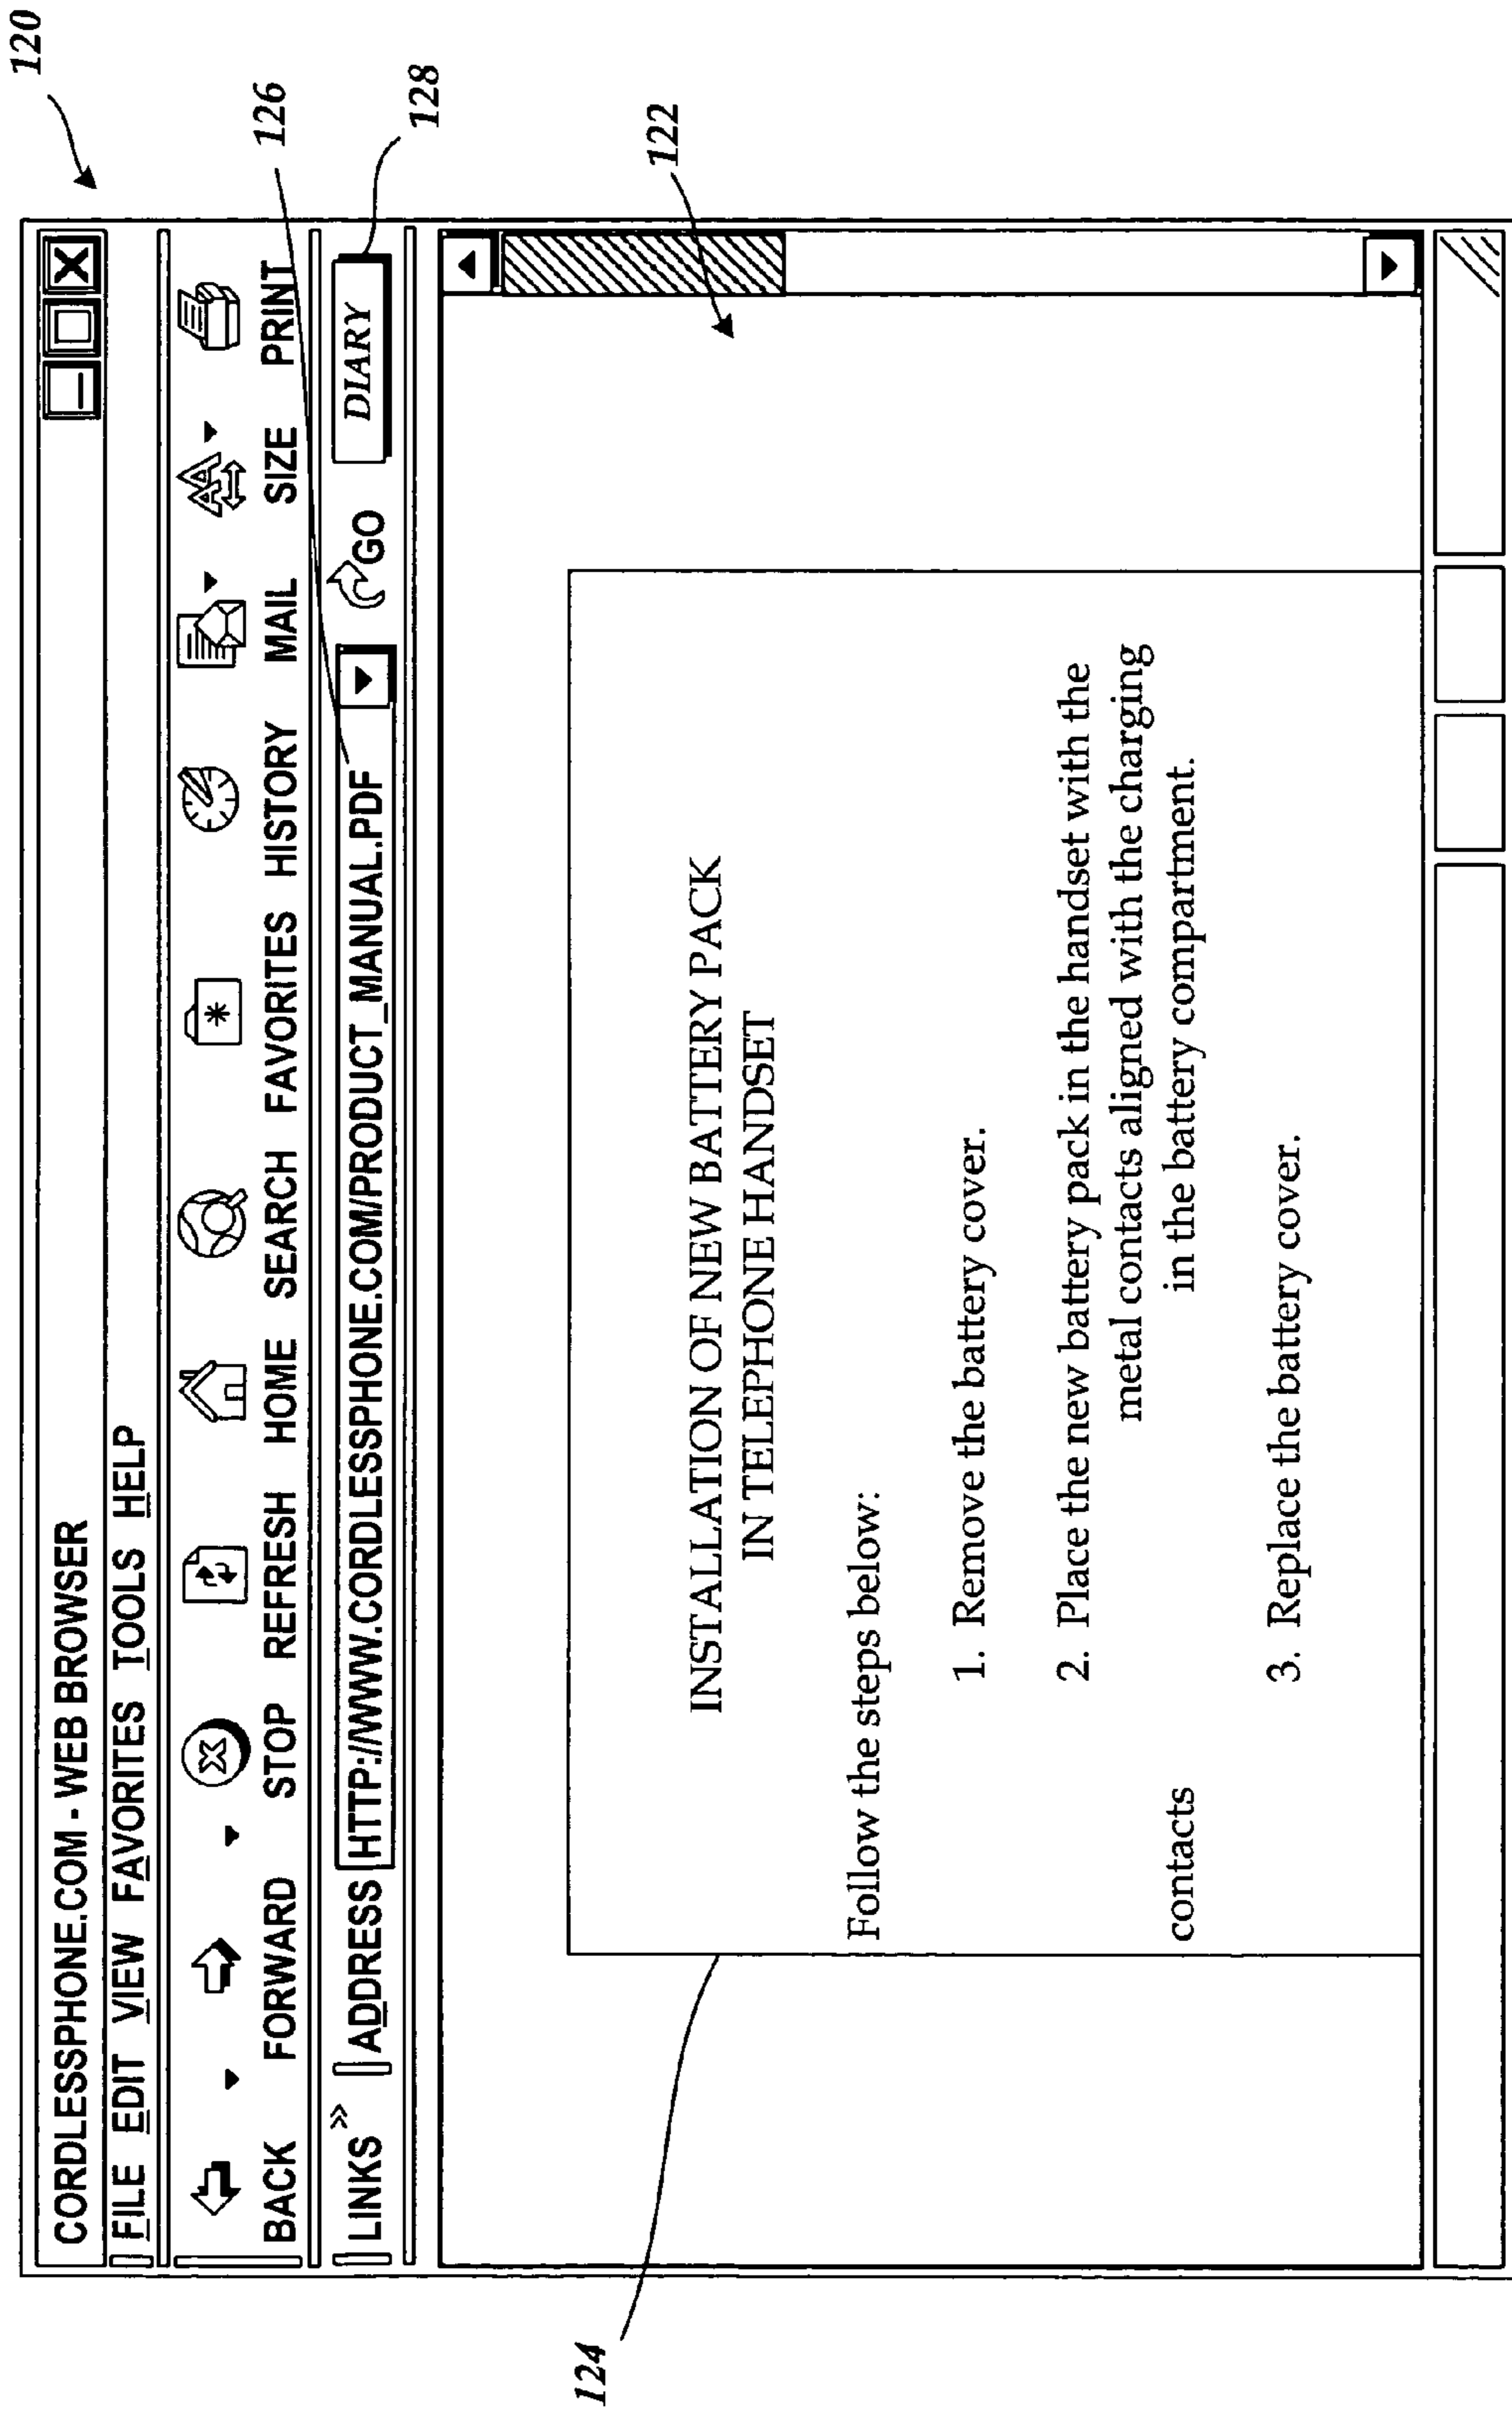 120
CORDLESSPHONE.COM - WEB BROWSER
FILE EDIT VIEW FAVORITES TOOLS HELP
126
BACK FORWARD STOP REFRESH HOME SEARCH FAVORITES HISTORY MAIL SIZE PRINT
LINKS » ADDRESS HTTP://WWW.CORDLESSPHONE.COM/PRODUCT_MANUAL.PDF GO DIARY
128
122
124
INSTALLATION OF NEW BATTERY PACK
IN TELEPHONE HANDSET
Follow the steps below:
1. Remove the battery cover.
2. Place the new battery pack in the handset with the
metal contacts aligned with the charging
contacts in the battery compartment.
3. Replace the battery cover.